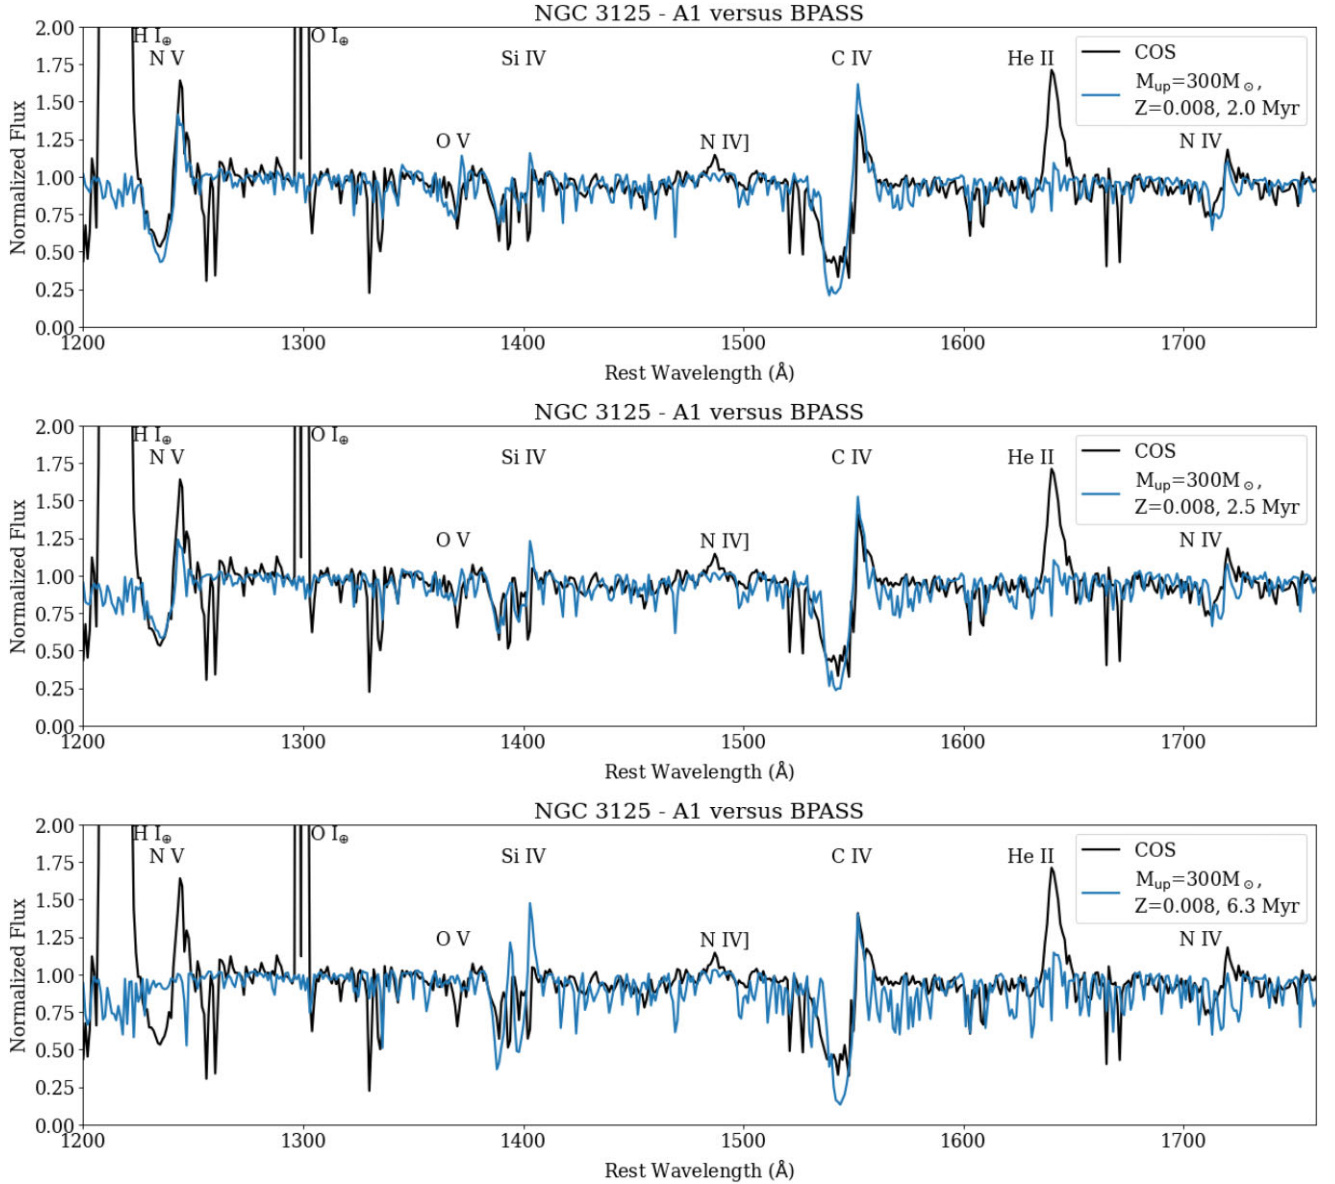 NGC 3125 - A1 versus BPASS
2.00
1.75
1.50
1.25
1.00
0.75
0.50
0.25
0.00
Normalized Flux
H I⊕
N V
O I⊕
O V
Si IV
N IV]
C IV
He II
N IV
COS
Mup=300M⊙,
Z=0.008, 2.0 Myr
1200
1300
1400
1500
1600
1700
Rest Wavelength (Å)
NGC 3125 - A1 versus BPASS
2.00
1.75
1.50
1.25
1.00
0.75
0.50
0.25
0.00
Normalized Flux
H I⊕
N V
O I⊕
O V
Si IV
N IV]
C IV
He II
N IV
COS
Mup=300M⊙,
Z=0.008, 2.5 Myr
1200
1300
1400
1500
1600
1700
Rest Wavelength (Å)
NGC 3125 - A1 versus BPASS
2.00
1.75
1.50
1.25
1.00
0.75
0.50
0.25
0.00
Normalized Flux
H I⊕
N V
O I⊕
O V
Si IV
N IV]
C IV
He II
N IV
COS
Mup=300M⊙,
Z=0.008, 6.3 Myr
1200
1300
1400
1500
1600
1700
Rest Wavelength (Å)